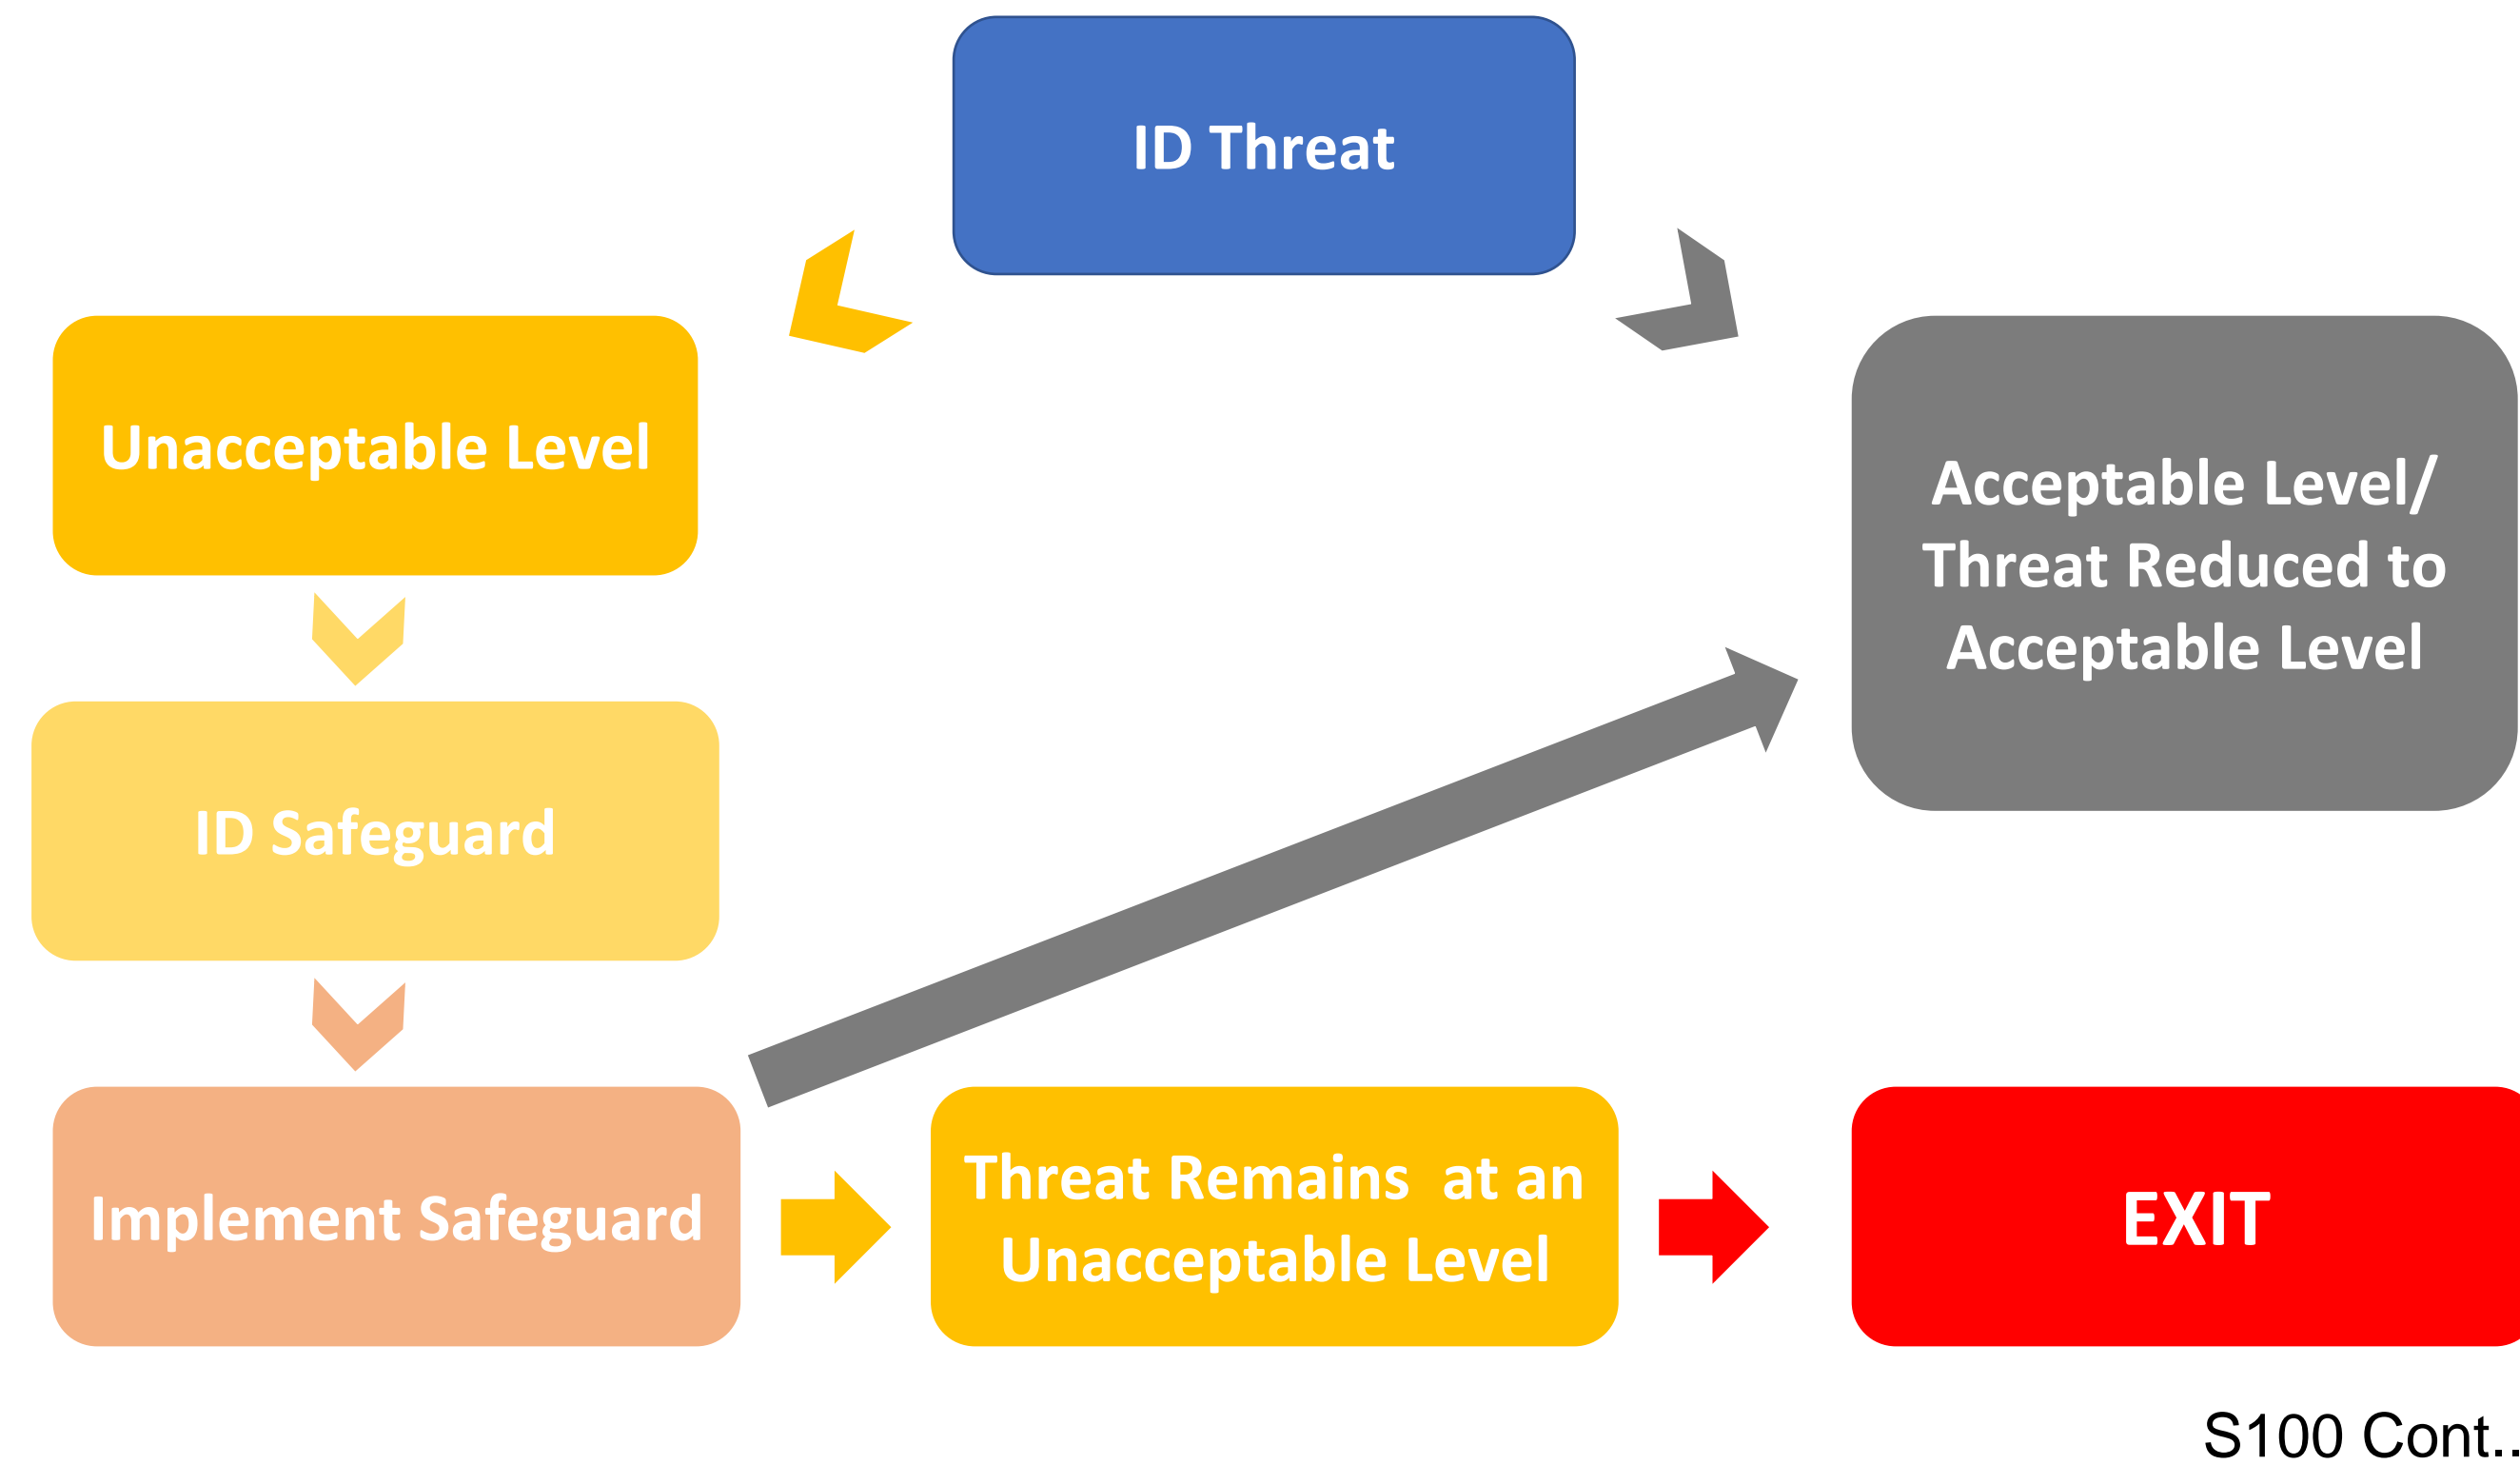 ID Threat
Unacceptable Level
Acceptable Level/
Threat Reduced to
Acceptable Level
ID Safeguard
Implement Safeguard
Threat Remains  at an
Unacceptable Level
EXIT
S100 Cont..